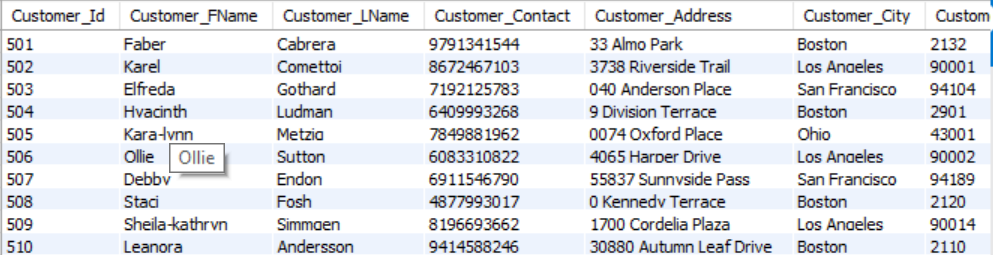 Customer_Id Customer_FName Customer_LName Customer_Contact Customer_Address Customer_City Custom
501 Faber Cabrera 9791341544 33 Almo Park Boston 2132
502 Karel Comettoi 8672467103 3738 Riverside Trail Los Angeles 90001
503 Elfreda Gothard 7192125783 040 Anderson Place San Francisco 94104
504 Hyacinth Ludman 6409993268 9 Division Terrace Boston 2901
505 Kara-lynn Metzig 7849881962 0074 Oxford Place Ohio 43001
506 Ollie Ollie Sutton 6083310822 4065 Harper Drive Los Angeles 90002
507 Debby Endon 6911546790 55837 Sunnyside Pass San Francisco 94189
508 Staci Fosh 4877993017 0 Kennedy Terrace Boston 2120
509 Sheila-kathryn Simmgen 8196693662 1700 Cordelia Plaza Los Angeles 90014
510 Leanora Andersson 9414588246 30880 Autumn Leaf Drive Boston 2110